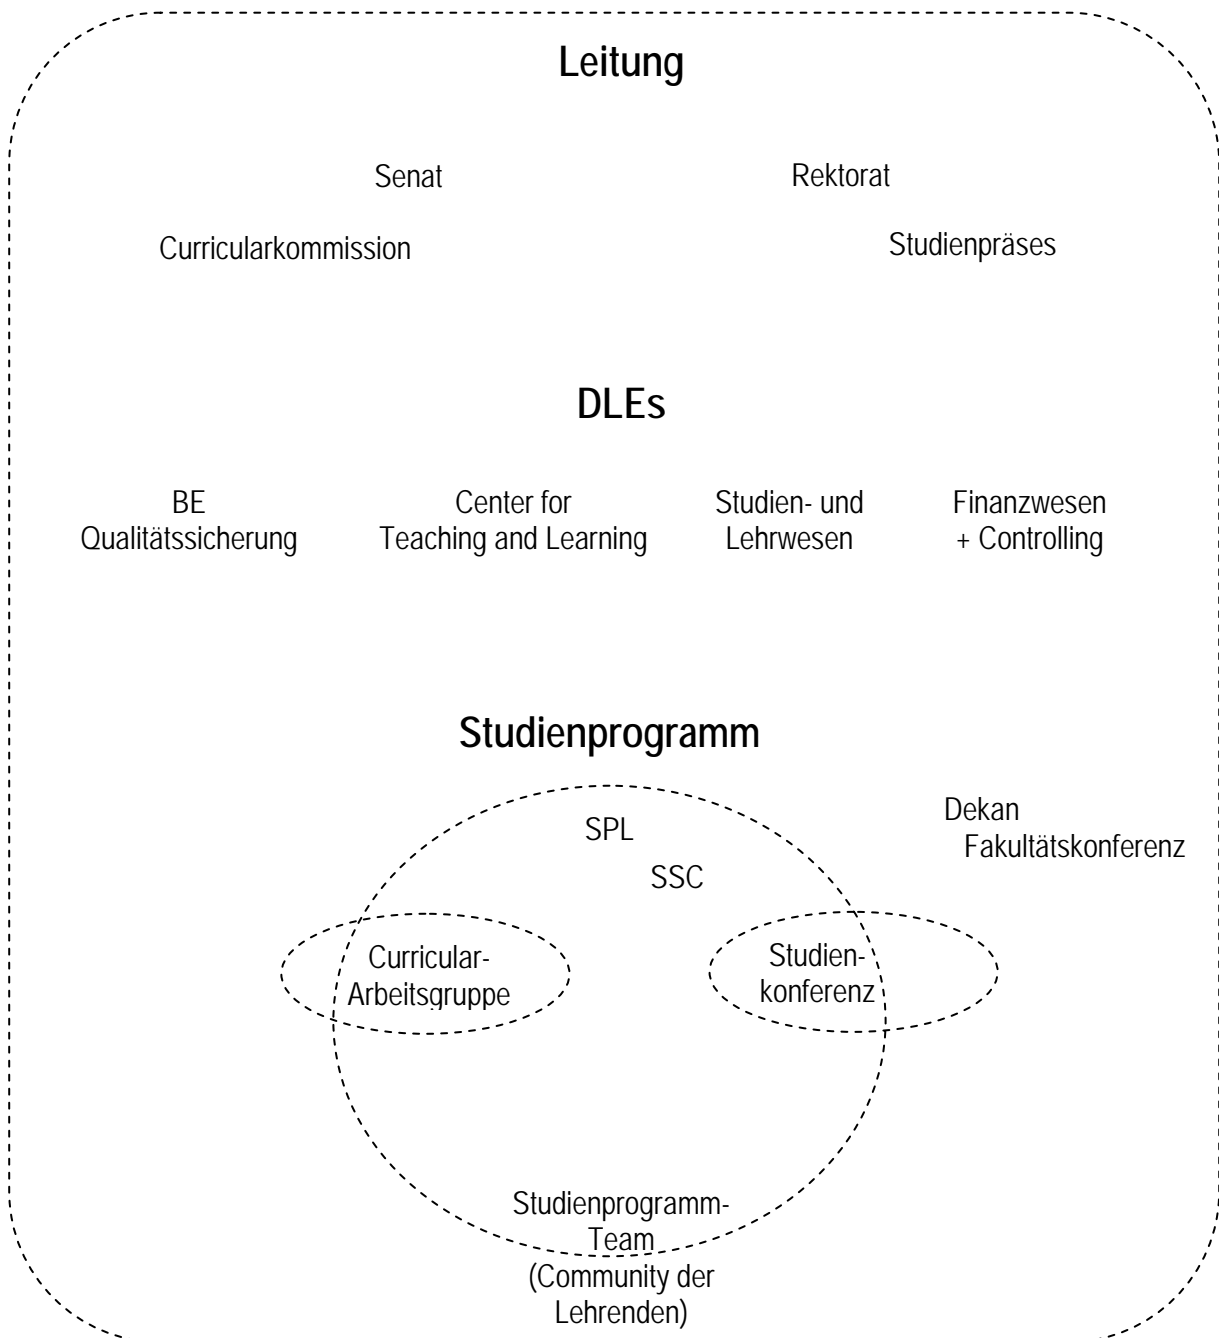 Leitung
Senat
Rektorat
Curricularkommission
Studienpräses
DLEs
BE
Qualitätssicherung
Center for
Teaching and Learning
Studien- und
Lehrwesen
Finanzwesen
+ Controlling
Studienprogramm
SPL
SSC
Dekan
Fakultätskonferenz
Curricular-
Arbeitsgruppe
Studien-
konferenz
Studienprogramm-
Team
(Community der
Lehrenden)